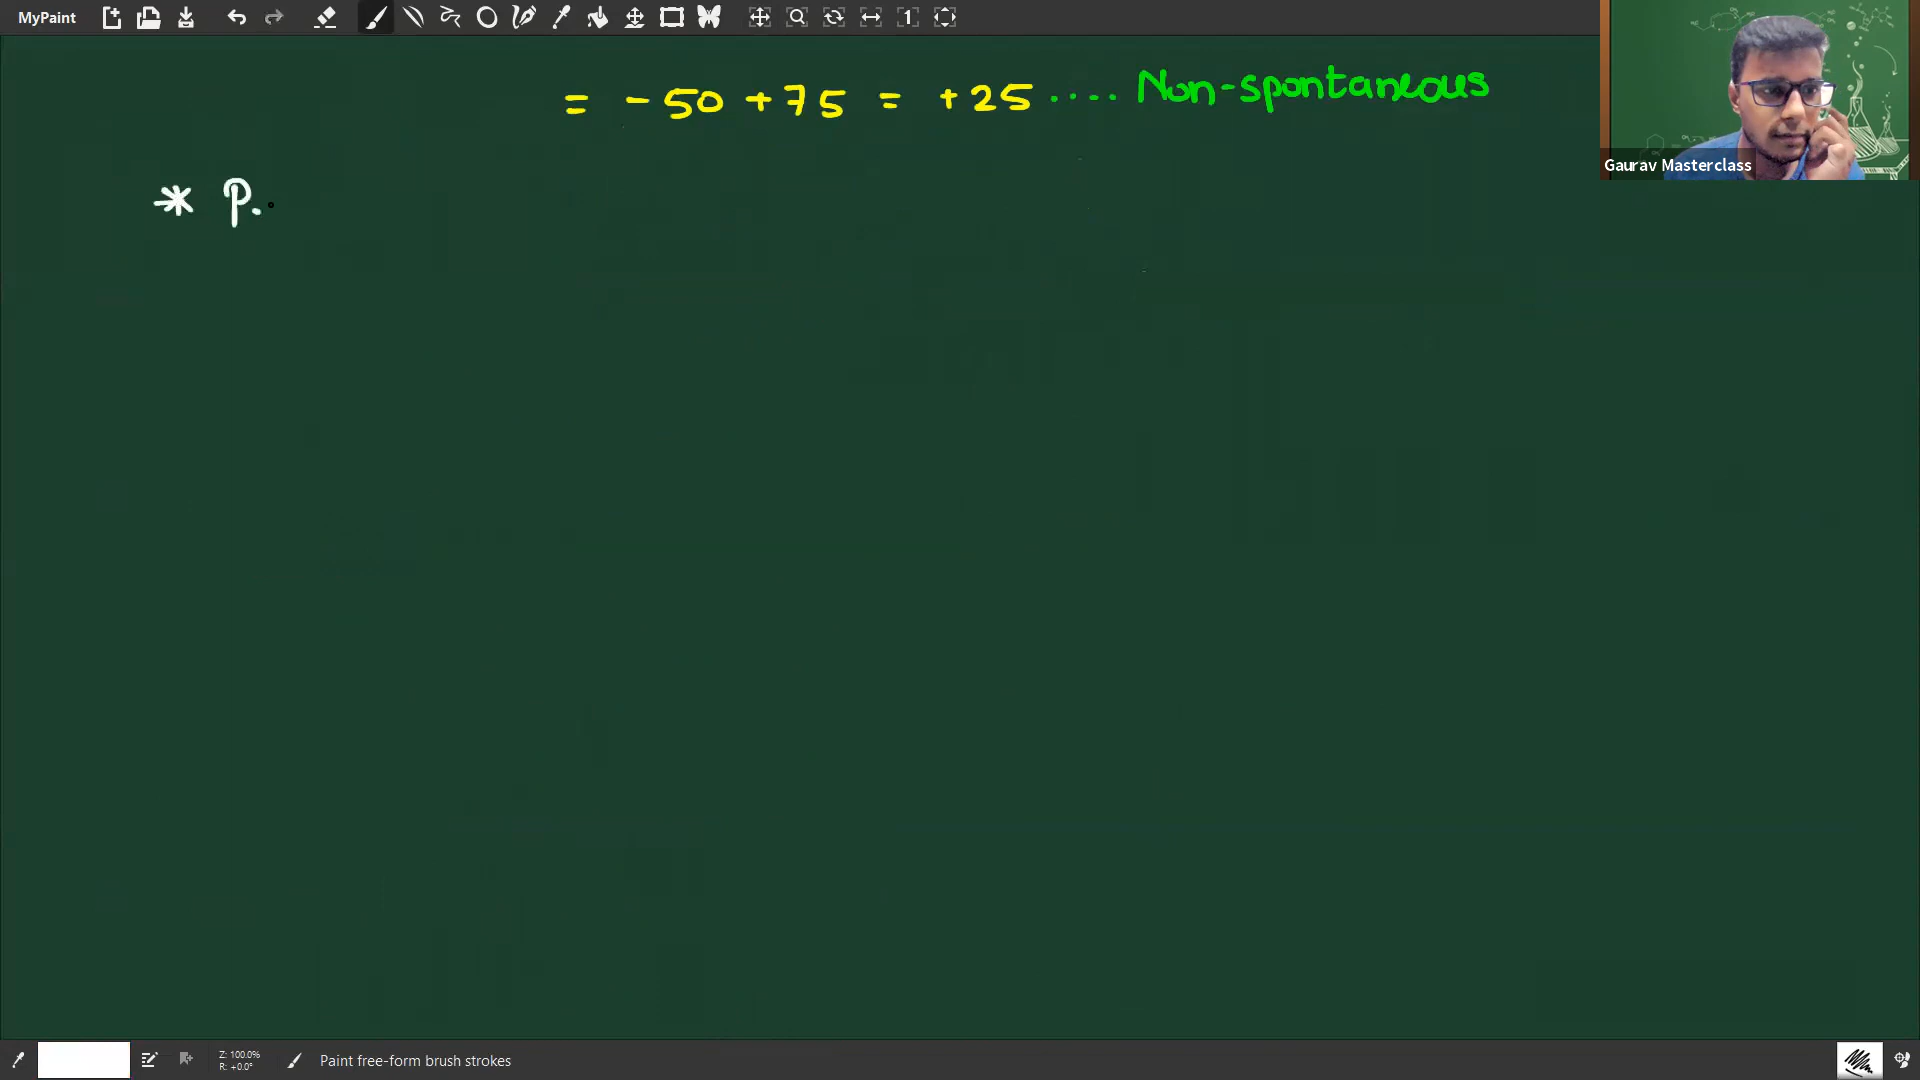 MyPaint
= - 50 + 75 = + 25 .... Non-spontaneous
Gaurav Masterclass
* P.
Z: 100.0%
R: +0.0°
Paint free-form brush strokes